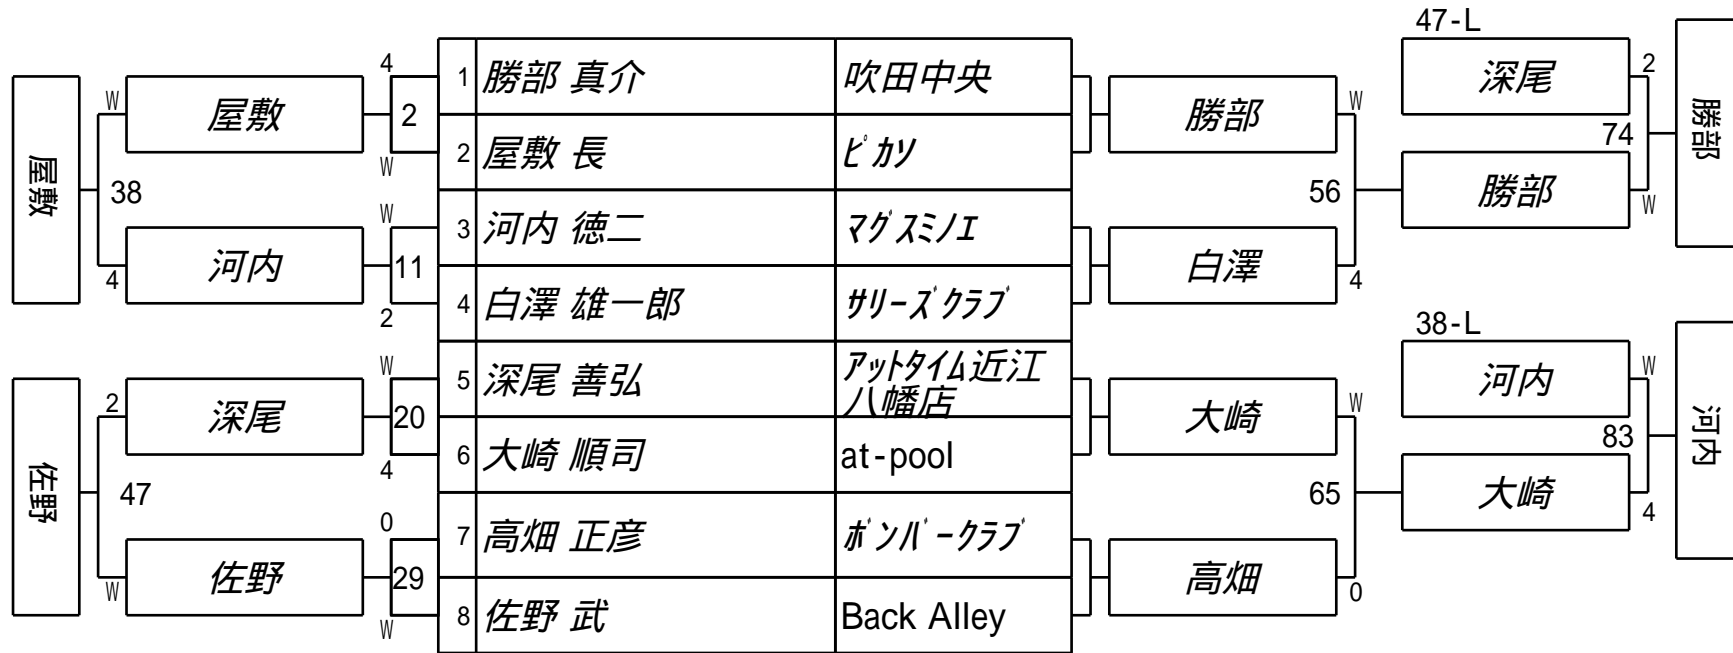 47-L
4
1 勝部 真介 吹田中央
深尾
2
W
屋敷
2
勝部
W
勝部
74
2 屋敷 長 ピカソ
W
屋敷
38
56
勝部
W
W
3 河内 徳二 マグスミノエ
河内
4
11
白澤
4
4 白澤 雄一郎 サリーズクラブ
2
38-L
W
5 深尾 善弘 アットタイム近江
八幡店
河内
W
2
深尾
20
大崎
W
河内
83
6 大崎 順司 at-pool
4
佐野
47
65
大崎
4
0
7 高畑 正彦 ボンバークラブ
佐野
W
29
高畑
0
8 佐野 武 Back Alley
W